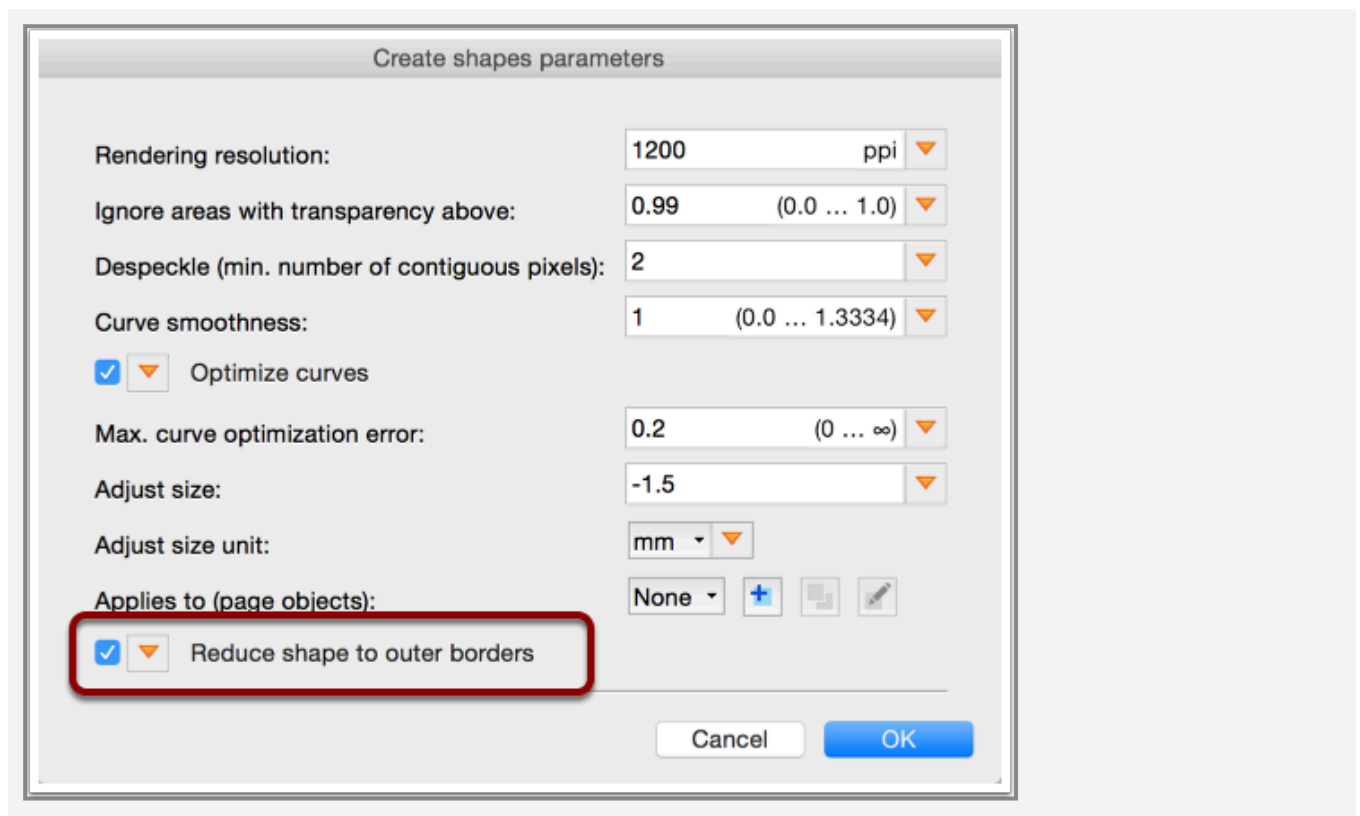 Create shapes parameters
Rendering resolution: 1200 ppi
Ignore areas with transparency above: 0.99 (0.0 ... 1.0)
Despeckle (min. number of contiguous pixels): 2
Curve smoothness: 1 (0.0 ... 1.3334)
Optimize curves
Max. curve optimization error: 0.2 (0 ... ∞)
Adjust size: -1.5
Adjust size unit: mm
Applies to (page objects): None
Reduce shape to outer borders
Cancel OK